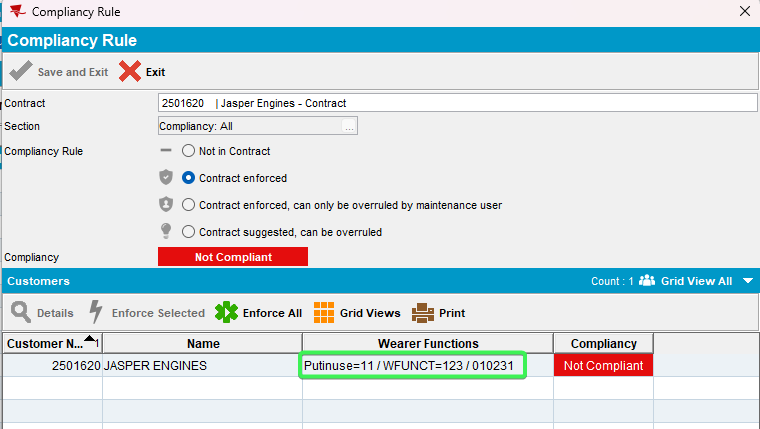 Compliancy Rule
Compliancy Rule
Save and Exit Exit
Contract 2501620 | Jasper Engines - Contract
Section Compliancy: All ...
Compliancy Rule Not in Contract
Contract enforced
Contract enforced, can only be overruled by maintenance user
Contract suggested, can be overruled
Compliancy Not Compliant
Customers Count : 1 Grid View All
Details Enforce Selected Enforce All Grid Views Print
Customer N... 1 Name Wearer Functions Compliancy
2501620 JASPER ENGINES Putinuse=11 / WFUNCT=123 / 010231 Not Compliant